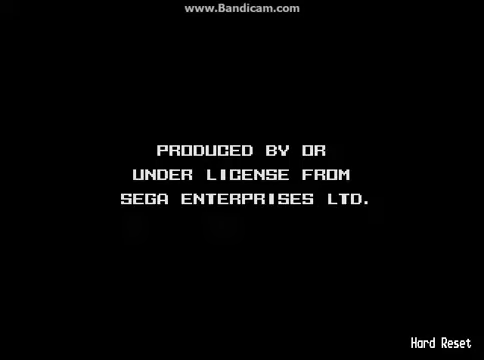 www.Bandicam.com
PRODUCED BY OR
UNDER LICENSE FROM
SEGA ENTERPRISES LTD.
Hard Reset